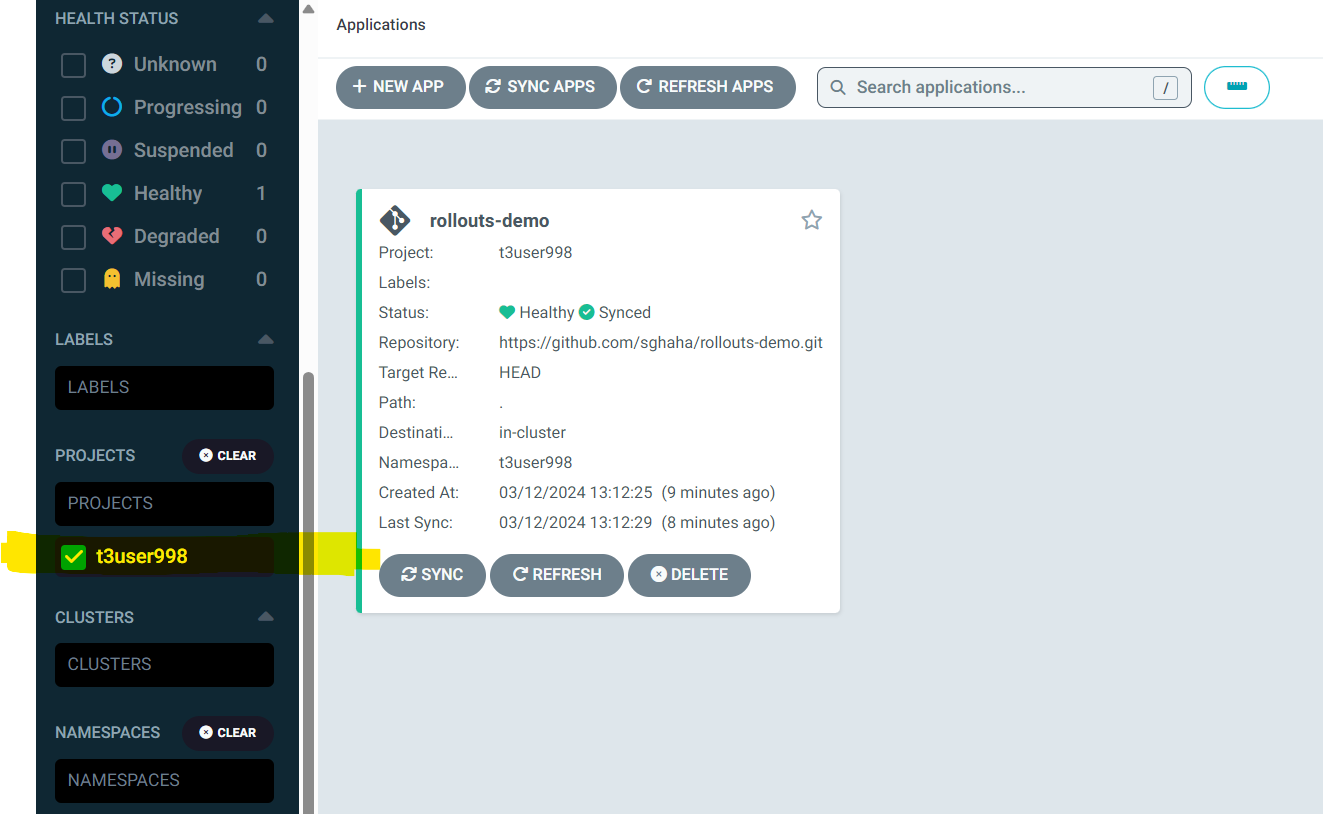 HEALTH STATUS
Unknown 0
Progressing 0
Suspended 0
Healthy 1
Degraded 0
Missing 0
LABELS
LABELS
PROJECTS CLEAR
PROJECTS
t3user998
CLUSTERS
CLUSTERS
NAMESPACES CLEAR
NAMESPACES
Applications
+ NEW APP SYNC APPS REFRESH APPS Search applications... /
rollouts-demo
Project: t3user998
Labels:
Status: Healthy Synced
Repository: https://github.com/sghaha/rollouts-demo.git
Target Re... HEAD
Path: .
Destinati... in-cluster
Namespa... t3user998
Created At: 03/12/2024 13:12:25 (9 minutes ago)
Last Sync: 03/12/2024 13:12:29 (8 minutes ago)
SYNC REFRESH DELETE